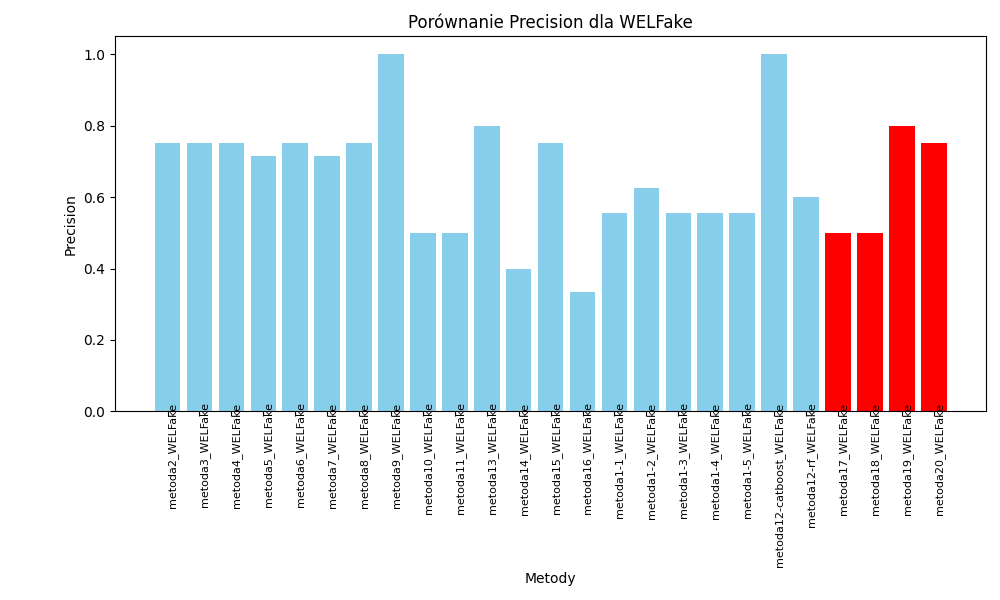 Porównanie Precision dla WELFake
Precision
1.0
0.8
0.6
0.4
0.2
0.0
metoda2_WELFake
metoda3_WELFake
metoda4_WELFake
metoda5_WELFake
metoda6_WELFake
metoda7_WELFake
metoda8_WELFake
metoda9_WELFake
metoda10_WELFake
metoda11_WELFake
metoda13_WELFake
metoda14_WELFake
metoda15_WELFake
metoda16_WELFake
metoda1-1_WELFake
metoda1-2_WELFake
metoda1-3_WELFake
metoda1-4_WELFake
metoda1-5_WELFake
metoda12-catboost_WELFake
metoda12-rf_WELFake
metoda17_WELFake
metoda18_WELFake
metoda19_WELFake
metoda20_WELFake
Metody